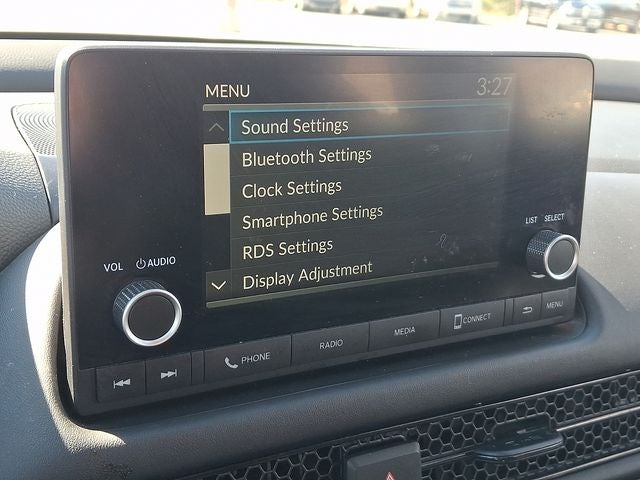 MENU 3:27
Sound Settings
Bluetooth Settings
Clock Settings
Smartphone Settings
RDS Settings
Display Adjustment
VOL AUDIO
LIST SELECT
PHONE RADIO MEDIA CONNECT MENU